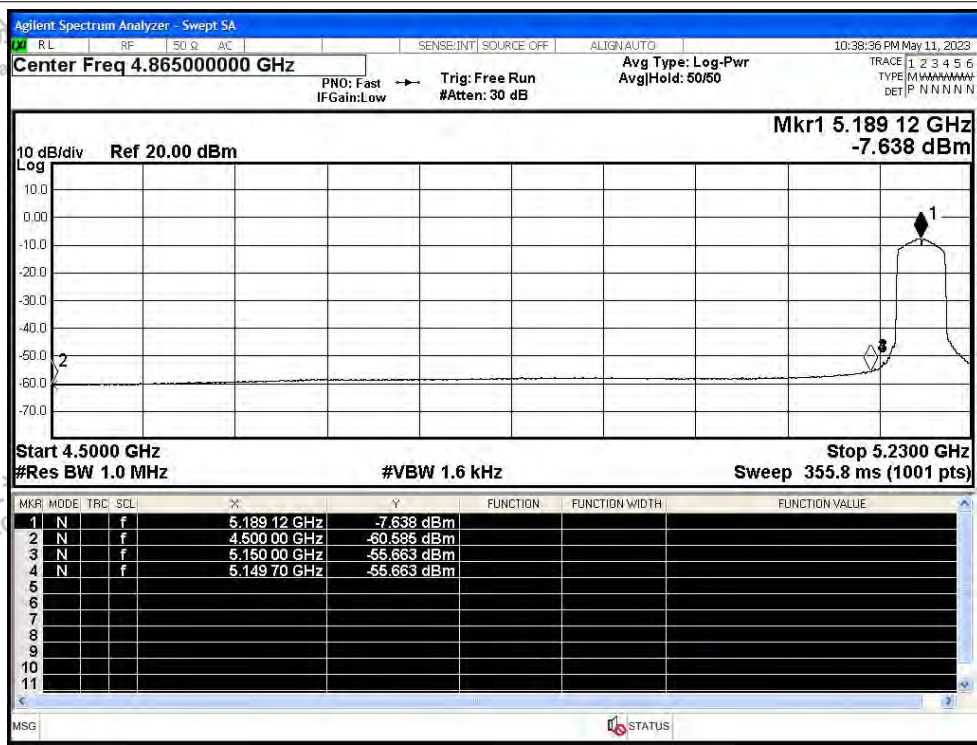 Agilent Spectrum Analyzer - Swept SA
RL RF 50 Ω AC SENSE:INT SOURCE OFF ALIGNAUTO 10:38:36 PM May 11, 2023
Center Freq 4.865000000 GHz Avg Type: Log-Pwr TRACE 1 2 3 4 5 6
PNO: Fast Trig: Free Run Avg|Hold: 50/50 TYPE M WWWWW
IFGain:Low #Atten: 30 dB DET P N N N N N
Mkr1 5.189 12 GHz
10 dB/div Ref 20.00 dBm -7.638 dBm
Log
10.0
0.00
1
-10.0
-20.0
-30.0
-40.0
3
-50.0
2
-60.0
-70.0
Start 4.5000 GHz Stop 5.2300 GHz
#Res BW 1.0 MHz #VBW 1.6 kHz Sweep 355.8 ms (1001 pts)
MKR MODE TRC SCL X Y FUNCTION FUNCTION WIDTH FUNCTION VALUE
1 N f 5.189 12 GHz -7.638 dBm
2 N f 4.500 00 GHz -60.585 dBm
3 N f 5.150 00 GHz -55.663 dBm
4 N f 5.149 70 GHz -55.663 dBm
5
6
7
8
9
10
11
MSG STATUS